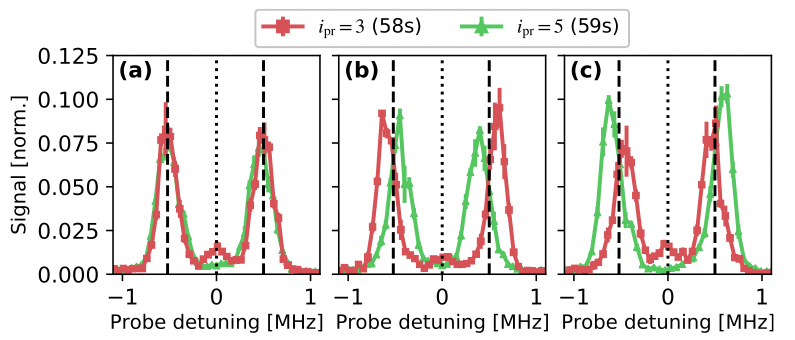 i_pr = 3 (58s) i_pr = 5 (59s)
(a) (b) (c)
Signal [norm.]
0.125
0.100
0.075
0.050
0.025
0.000
−1 0 1 −1 0 1 −1 0 1
Probe detuning [MHz] Probe detuning [MHz] Probe detuning [MHz]